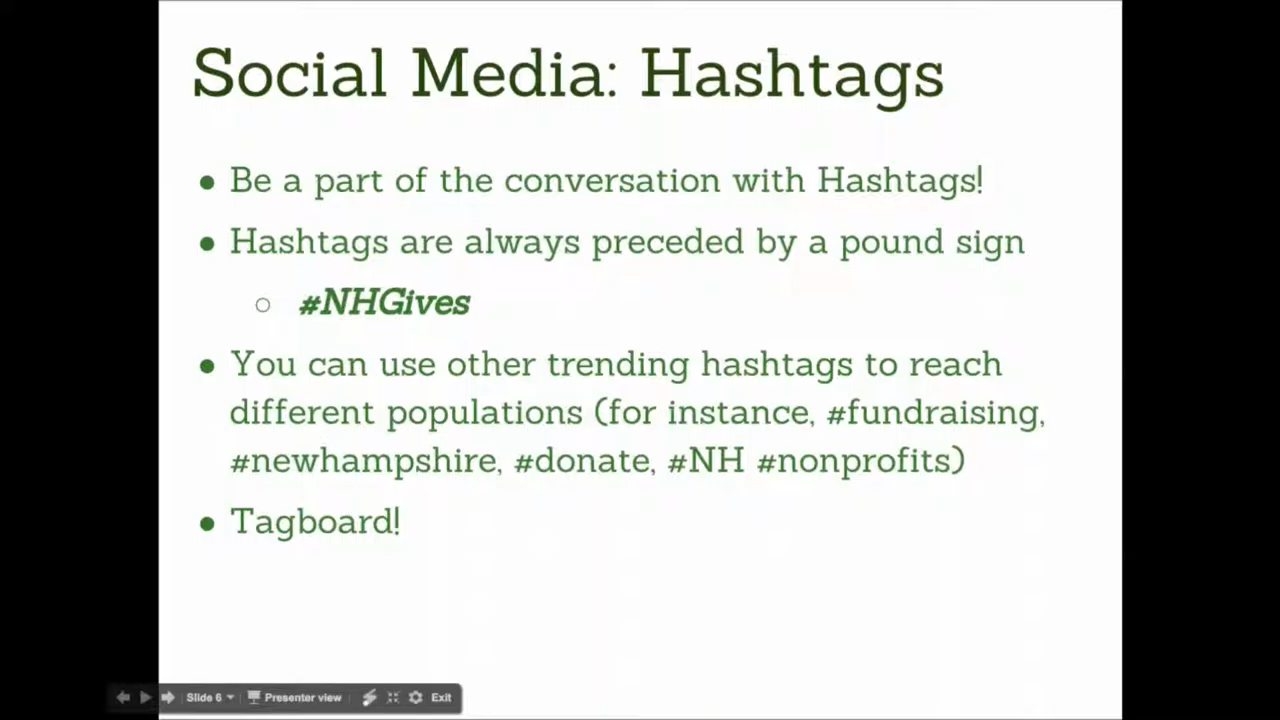 Social Media: Hashtags
● Be a part of the conversation with Hashtags!
● Hashtags are always preceded by a pound sign
○ #NHGives
● You can use other trending hashtags to reach
different populations (for instance, #fundraising,
#newhampshire, #donate, #NH #nonprofits)
● Tagboard!
Slide 6 Presenter view Exit